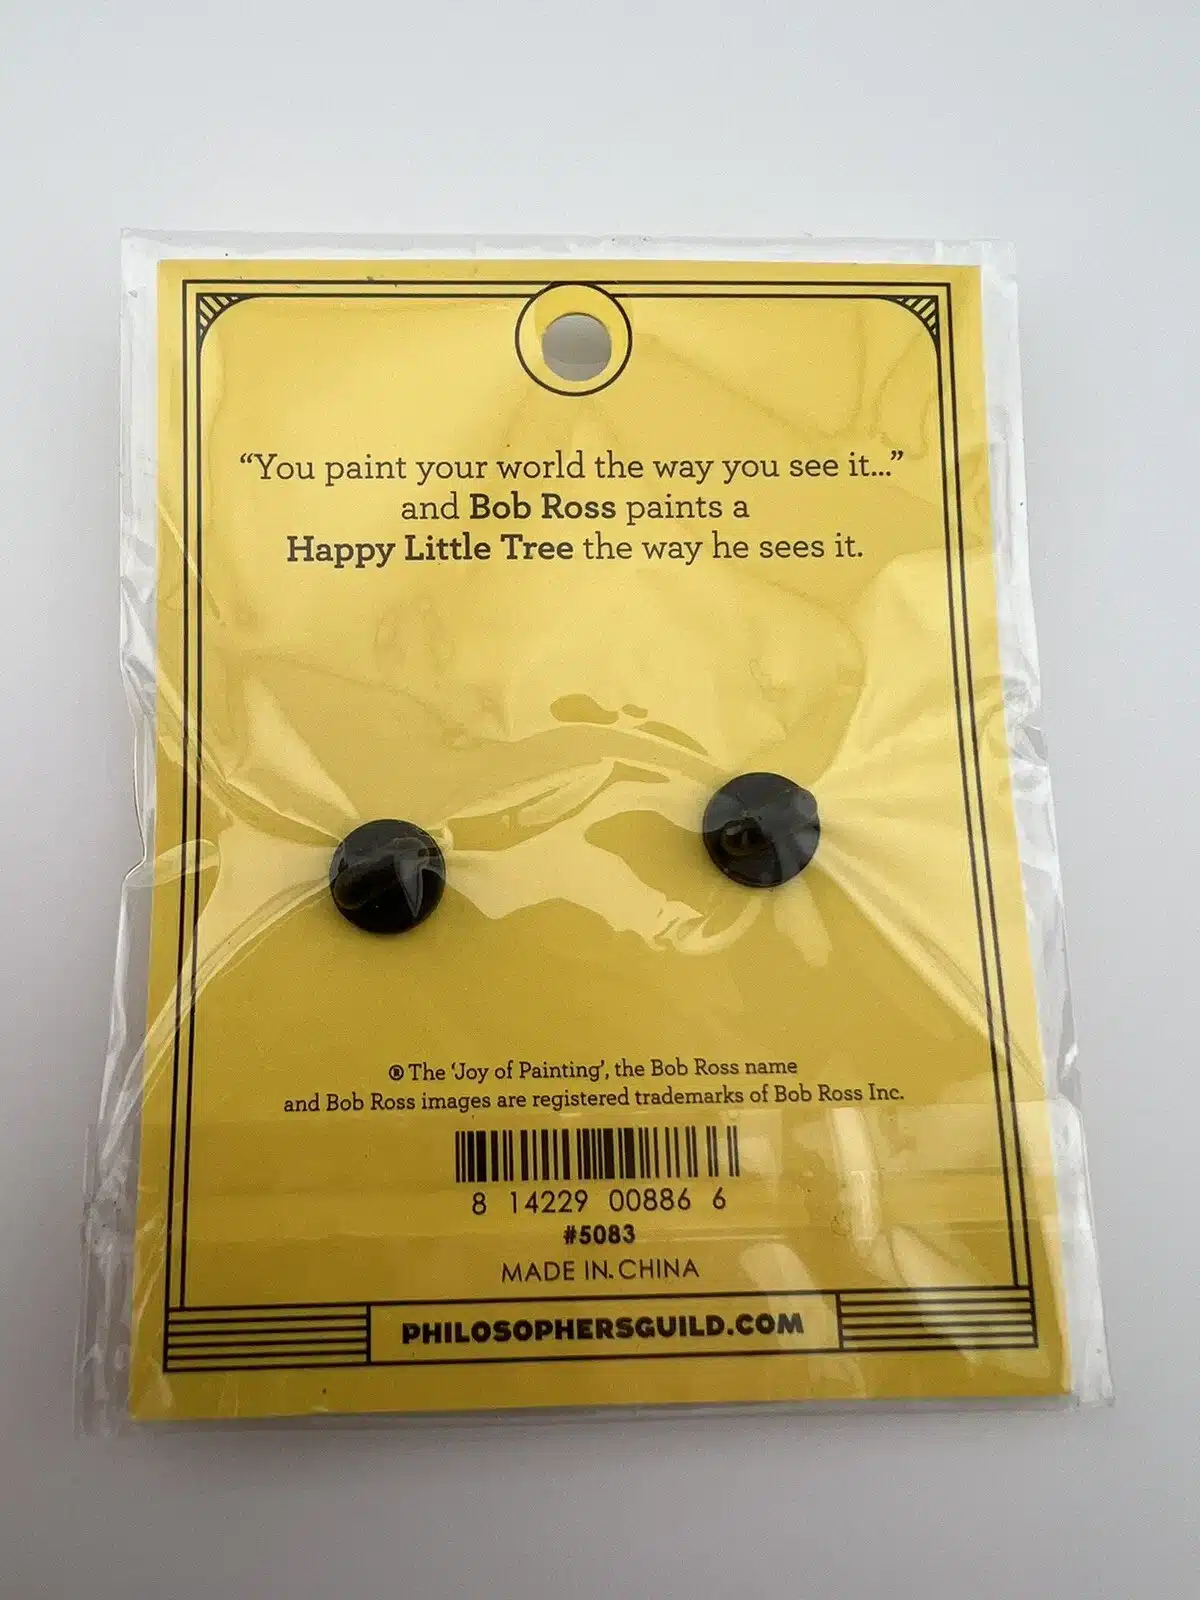 “You paint your world the way you see it...”
and Bob Ross paints a
Happy Little Tree the way he sees it.
® The ‘Joy of Painting’, the Bob Ross name
and Bob Ross images are registered trademarks of Bob Ross Inc.
8 14229 00886 6
#5083
MADE IN. CHINA
PHILOSOPHERSGUILD.COM